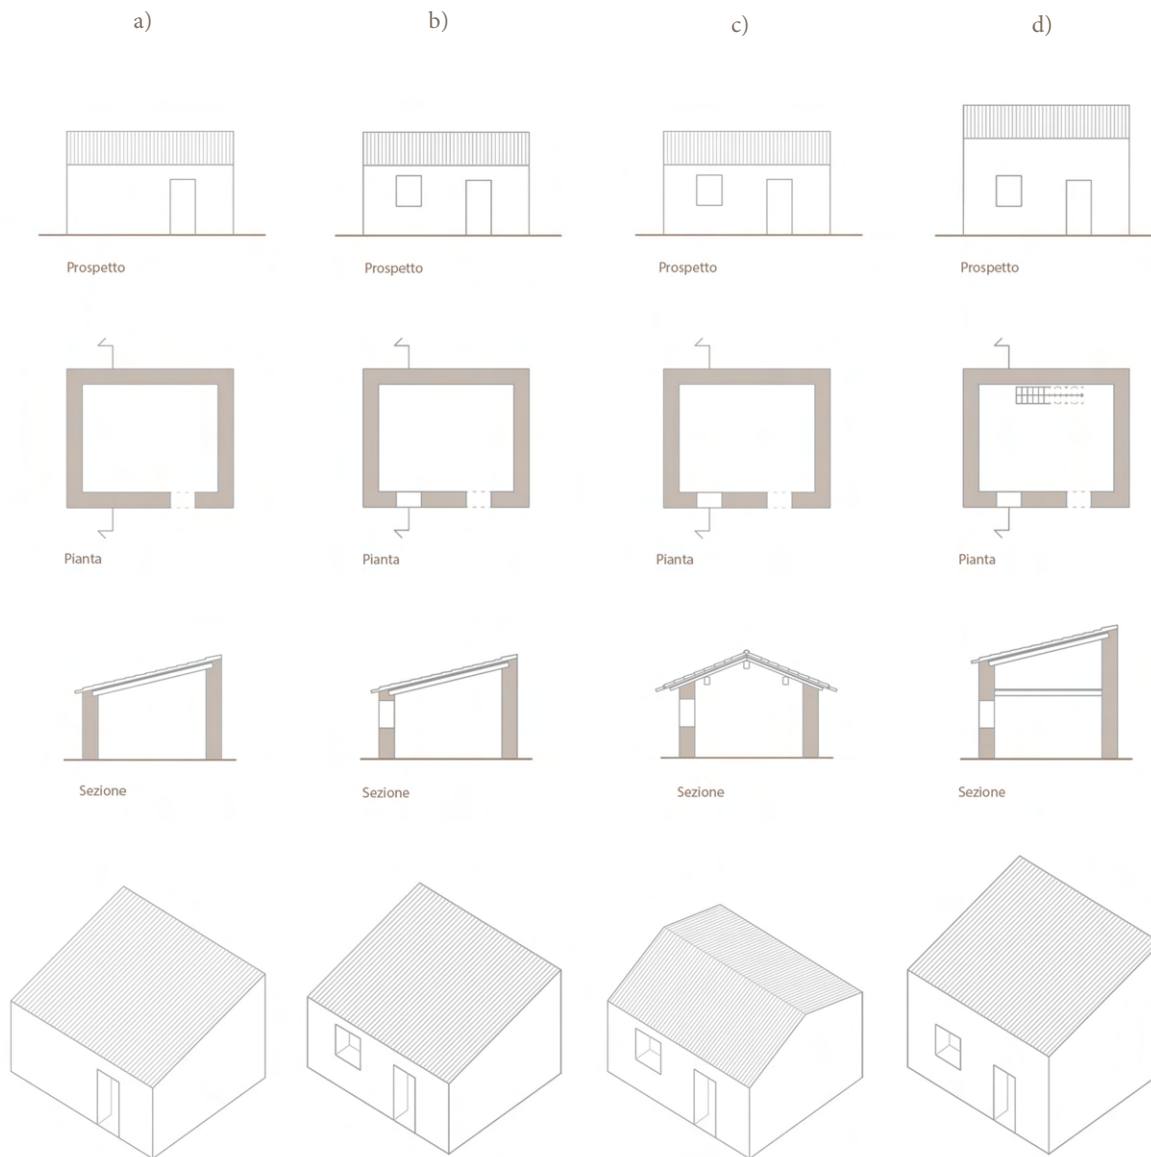 a) b) c) d)
Prospetto Prospetto Prospetto Prospetto
Pianta Pianta Pianta Pianta
Sezione Sezione Sezione Sezione